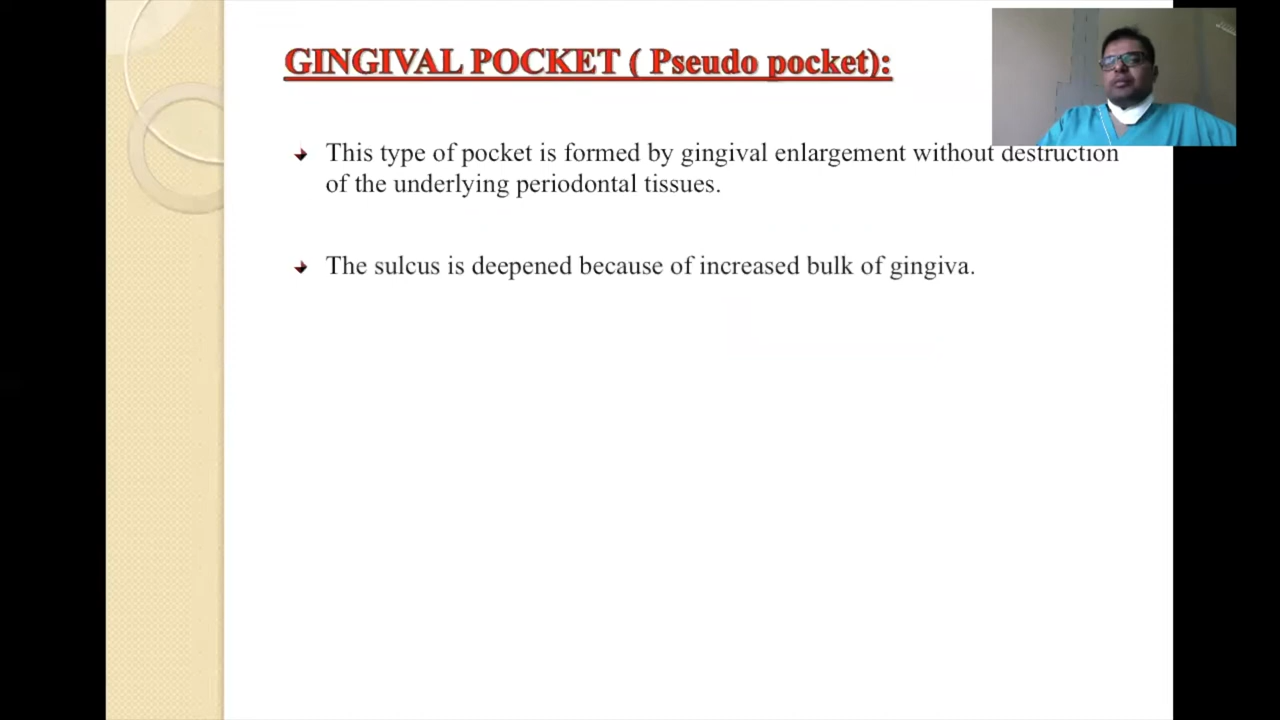 GINGIVAL POCKET ( Pseudo pocket):
This type of pocket is formed by gingival enlargement without destruction
of the underlying periodontal tissues.
The sulcus is deepened because of increased bulk of gingiva.